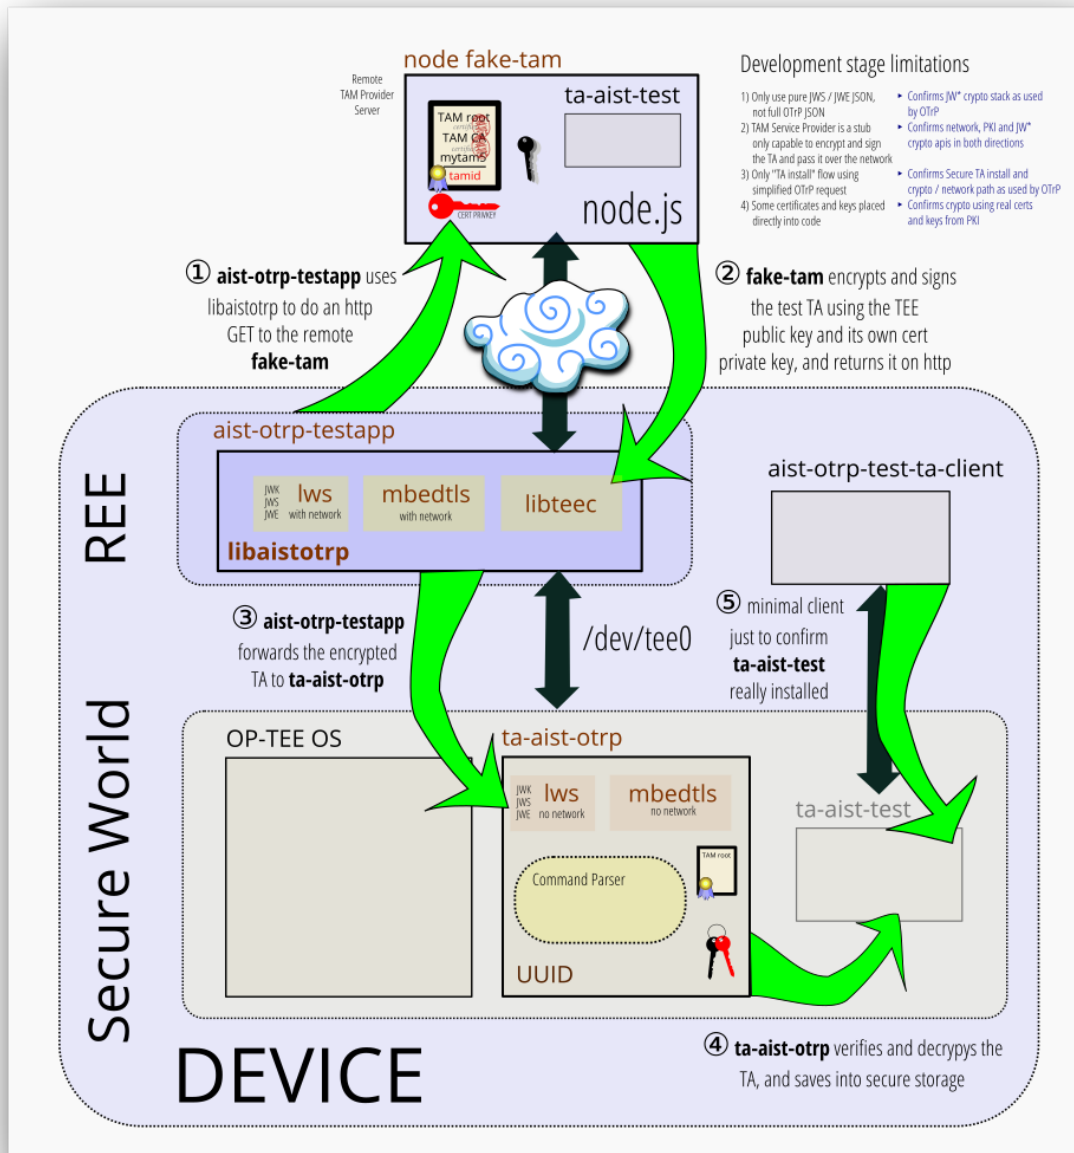 node fake-tam
Remote
TAM Provider
Server
TAM root
TAM CA
mytams
tamid
CERT PRIVKEY
ta-aist-test
node.js
Development stage limitations
1) Only use pure JWS / JWE JSON,
not full OTrP JSON
2) TAM Service Provider is a stub
only capable to encrypt and sign
the TA and pass it over the network
3) Only "TA install" flow using
simplified OTrP request
4) Some certificates and keys placed
directly into code
‣ Confirms JW* crypto stack as used
by OTrP
‣ Confirms network, PKI and JW*
crypto apis in both directions
‣ Confirms Secure TA install and
crypto / network path as used by OTrP
‣ Confirms crypto using real certs
and keys from PKI
① aist-otrp-testapp uses
libaistotrp to do an http
GET to the remote
fake-tam
② fake-tam encrypts and signs
the test TA using the TEE
public key and its own cert
private key, and returns it on http
REE
aist-otrp-testapp
JWK
JWS
JWE
lws
with network
mbedtls
with network
libteec
libaistotrp
aist-otrp-test-ta-client
③ aist-otrp-testapp
forwards the encrypted
TA to ta-aist-otrp
/dev/tee0
⑤ minimal client
just to confirm
ta-aist-test
really installed
Secure World
OP-TEE OS
ta-aist-otrp
JWK
JWS
JWE
lws
no network
mbedtls
no network
TAM root
Command Parser
UUID
ta-aist-test
④ ta-aist-otrp verifies and decrypys the
TA, and saves into secure storage
DEVICE